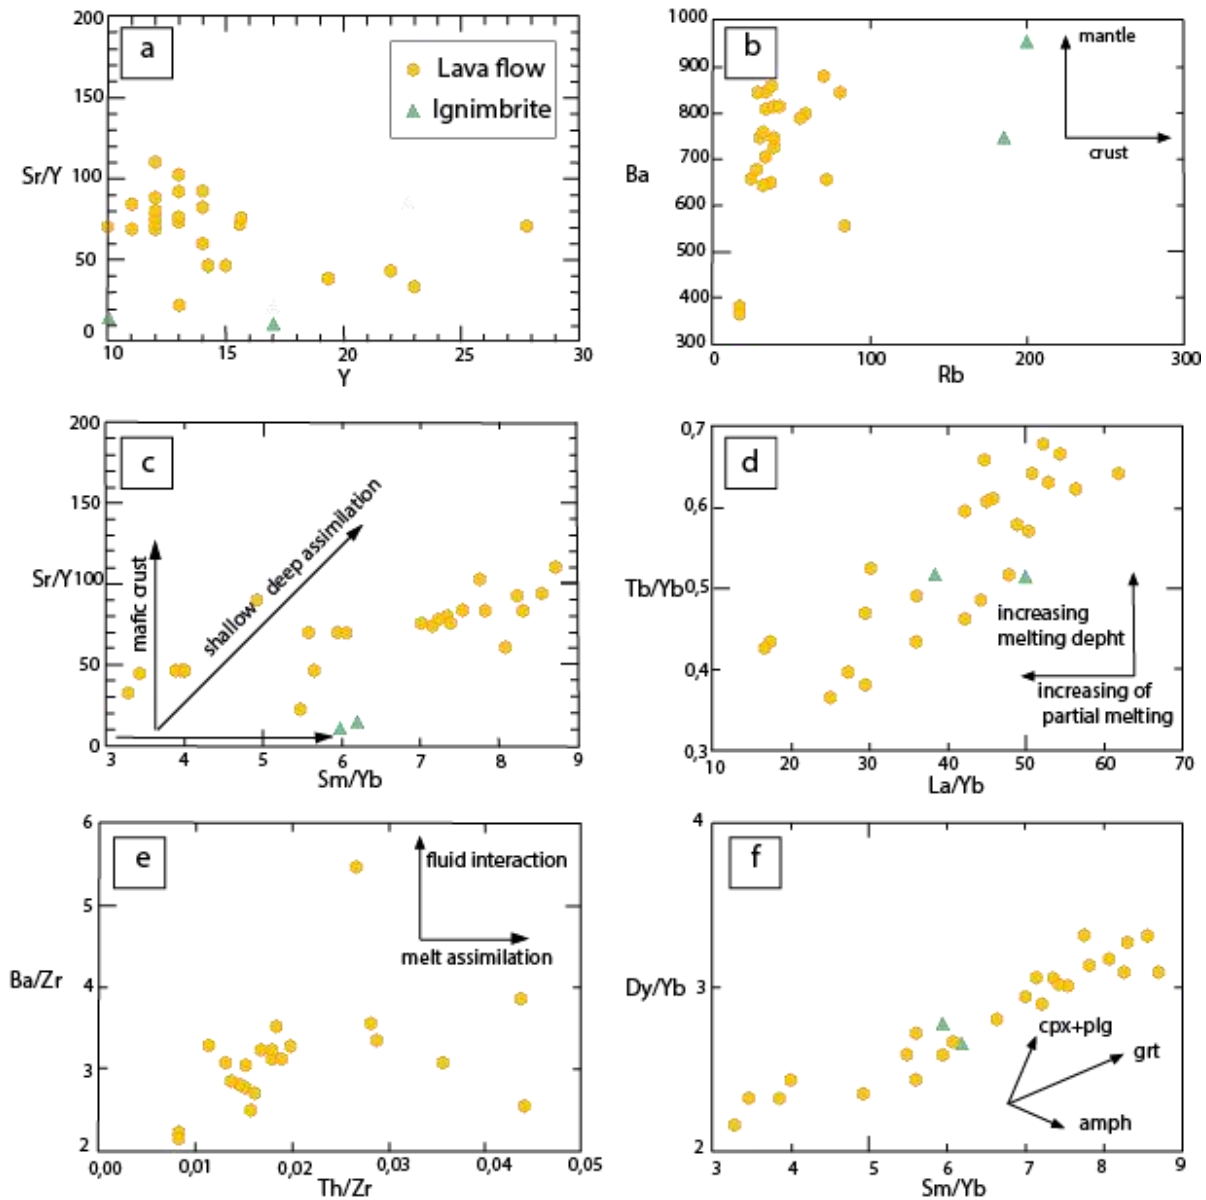 200
a
Lava flow
Ignimbrite
150
Sr/Y
100
50
0
10
15
20
25
30
Y
1000
b
mantle
900
800
crust
700
Ba
600
500
400
300
0
100
200
300
Rb
200
c
150
deep assimilation
shallow
mafic crust
Sr/Y
100
50
0
3
4
5
6
7
8
9
Sm/Yb
0,7
d
0,6
Tb/Yb
0,5
increasing
melting depht
0,4
increasing of
partial melting
0,3
10
20
30
40
50
60
70
La/Yb
6
e
fluid interaction
5
melt assimilation
Ba/Zr
4
3
2
0,00
0,01
0,02
0,03
0,04
0,05
Th/Zr
4
f
Dy/Yb
3
cpx+plg
grt
amph
2
3
4
5
6
7
8
9
Sm/Yb